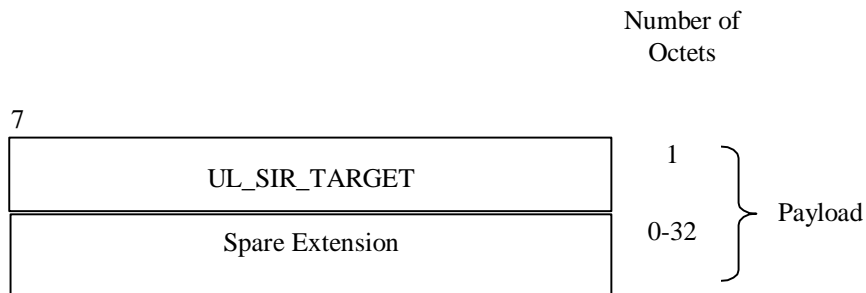 Number of
Octets
7
UL_SIR_TARGET
1
Spare Extension
0-32
Payload